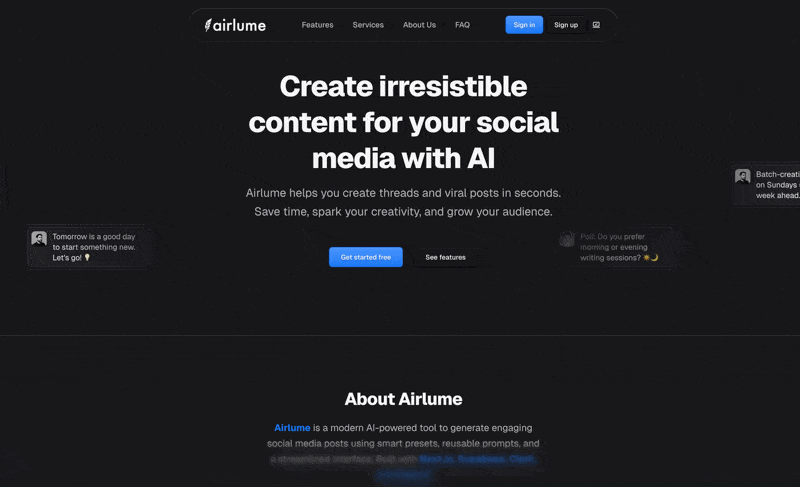 airlume
Features Services About Us FAQ
Sign in Sign up
Create irresistible
content for your social
media with AI
Airlume helps you create threads and viral posts in seconds.
Save time, spark your creativity, and grow your audience.
Batch-creati
on Sundays
week ahead.
Tomorrow is a good day
to start something new.
Let's go! 💡
Poll: Do you prefer
morning or evening
writing sessions? ☀️🌙
Get started free See features
About Airlume
Airlume is a modern AI-powered tool to generate engaging
social media posts using smart presets, reusable prompts, and
a streamlined interface. Built with Next.js, Supabase, Clerk,